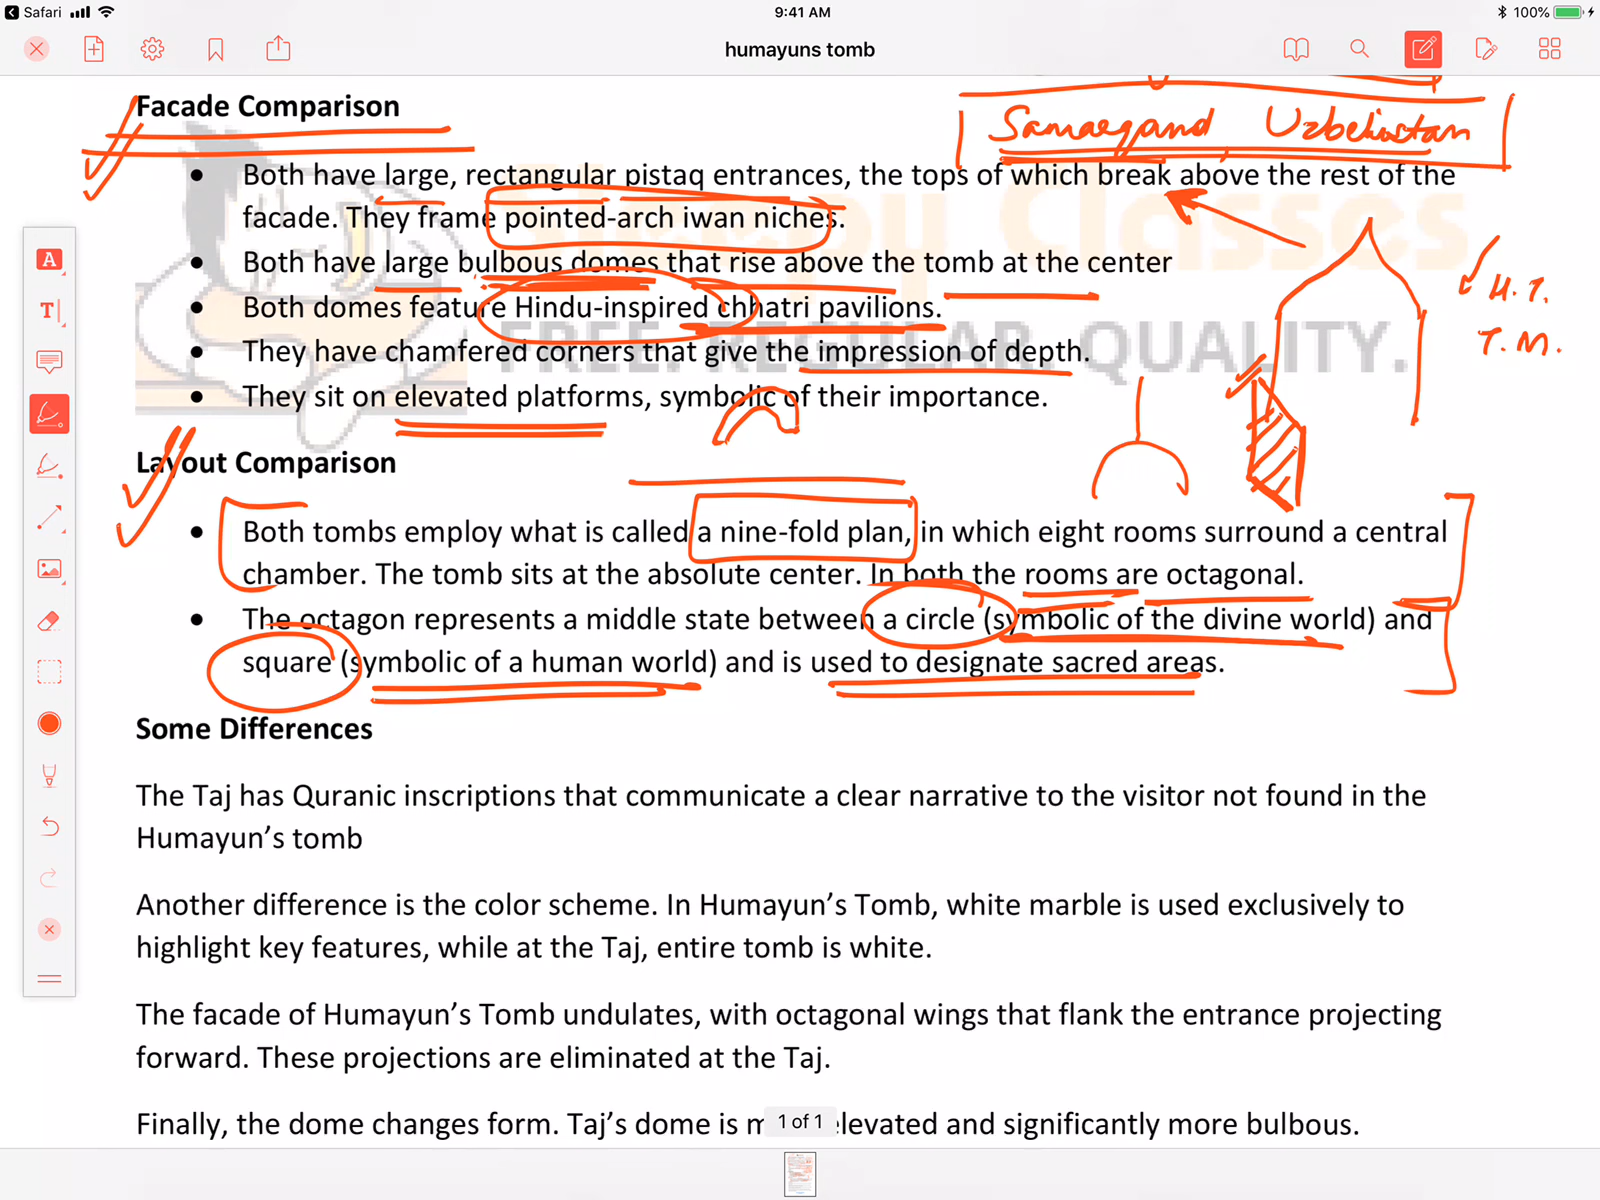 Safari
9:41 AM
100%
humayuns tomb
Samarqand Uzbekistan
Facade Comparison
Both have large, rectangular pistaq entrances, the tops of which break above the rest of the
facade. They frame pointed-arch iwan niches.
Both have large bulbous domes that rise above the tomb at the center
Both domes feature Hindu-inspired chhatri pavilions.
H.T.
T.M.
They have chamfered corners that give the impression of depth.
They sit on elevated platforms, symbolic of their importance.
FREE. REGULAR. QUALITY.
Layout Comparison
Both tombs employ what is called a nine-fold plan, in which eight rooms surround a central
chamber. The tomb sits at the absolute center. In both the rooms are octagonal.
The octagon represents a middle state between a circle (symbolic of the divine world) and
square (symbolic of a human world) and is used to designate sacred areas.
Some Differences
The Taj has Quranic inscriptions that communicate a clear narrative to the visitor not found in the
Humayun's tomb
Another difference is the color scheme. In Humayun's Tomb, white marble is used exclusively to
highlight key features, while at the Taj, entire tomb is white.
The facade of Humayun's Tomb undulates, with octagonal wings that flank the entrance projecting
forward. These projections are eliminated at the Taj.
Finally, the dome changes form. Taj's dome is m 1 of 1 levated and significantly more bulbous.